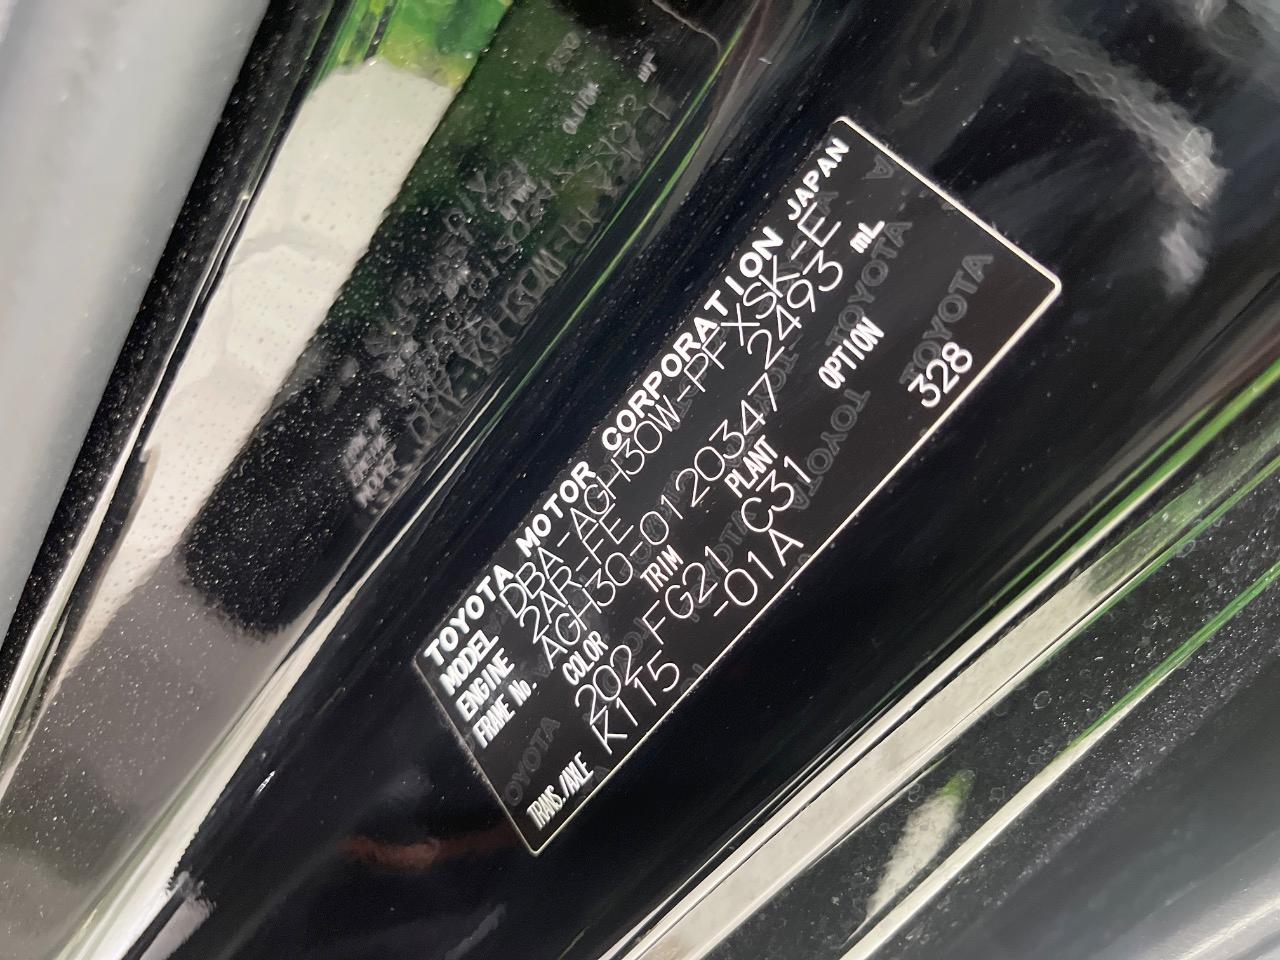 TOYOTA MOTOR CORPORATION JAPAN
MODEL DBA-AGH30W-PFXSK-E
ENGINE 2AR-FE 2493 mL
FRAME No. AGH30-0120347
COLOR TRIM PLANT OPTION
202 FG21 C31 328
TRANS./AXLE K115 -01A